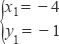 x₁ = −4
y₁ = −1